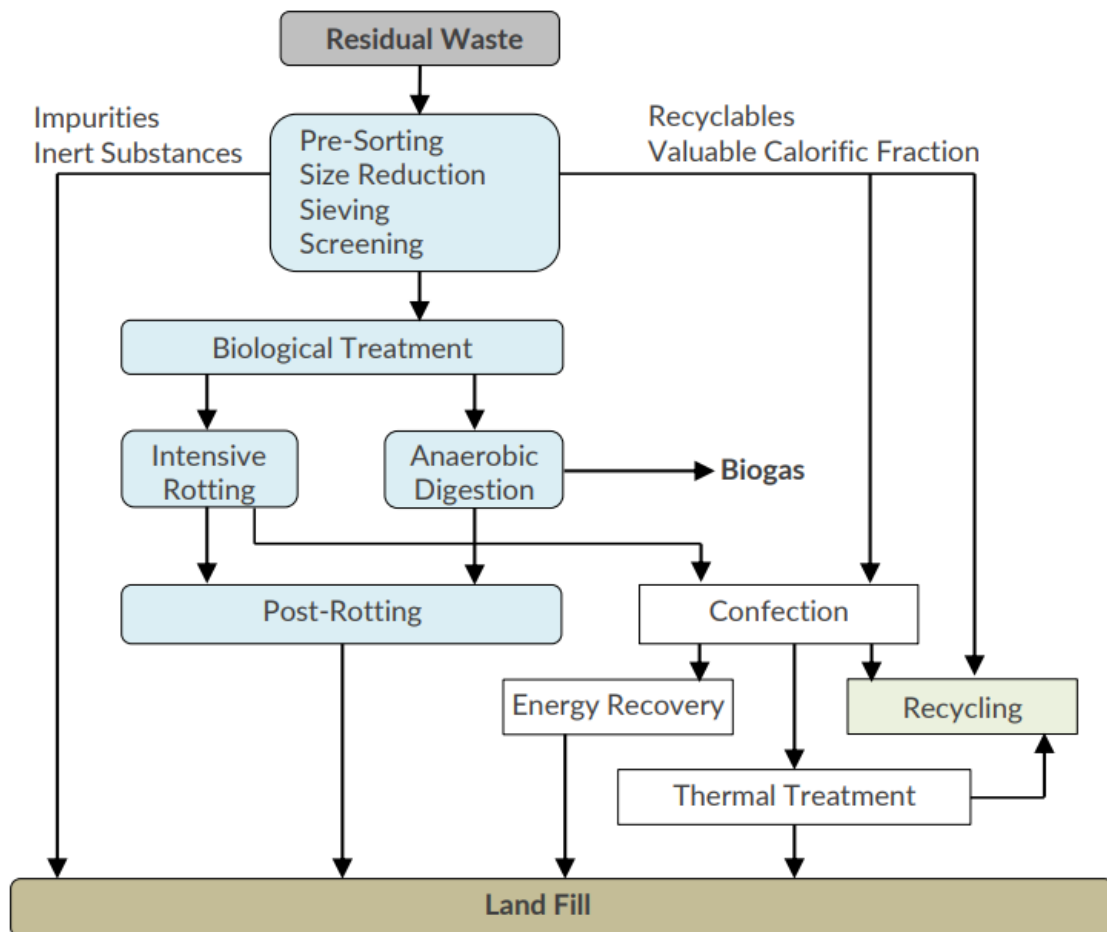 Residual Waste
Impurities
Inert Substances
Recyclables
Valuable Calorific Fraction
Pre-Sorting
Size Reduction
Sieving
Screening
Biological Treatment
Intensive
Rotting
Anaerobic
Digestion
Biogas
Post-Rotting
Confection
Energy Recovery
Recycling
Thermal Treatment
Land Fill